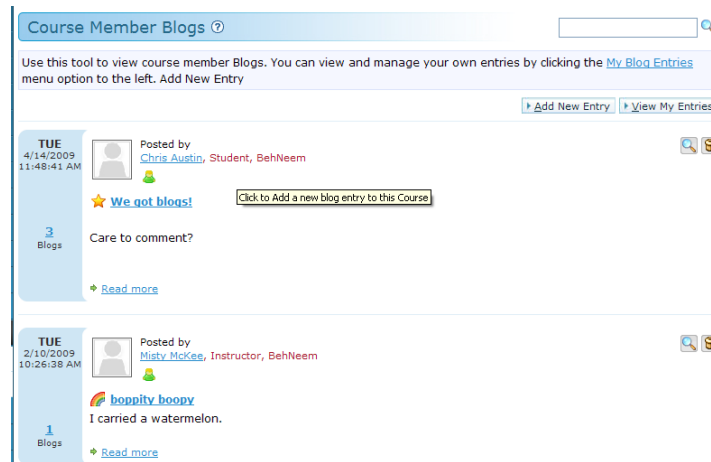 Course Member Blogs ?
Use this tool to view course member Blogs. You can view and manage your own entries by clicking the My Blog Entries
menu option to the left. Add New Entry
Add New Entry View My Entries
TUE
4/14/2009
11:48:41 AM
Posted by
Chris Austin, Student, BehNeem
We got blogs!
Click to Add a new blog entry to this Course
3
Blogs
Care to comment?
Read more
TUE
2/10/2009
10:26:38 AM
Posted by
Misty McKee, Instructor, BehNeem
boppity boopy
I carried a watermelon.
1
Blogs
Read more